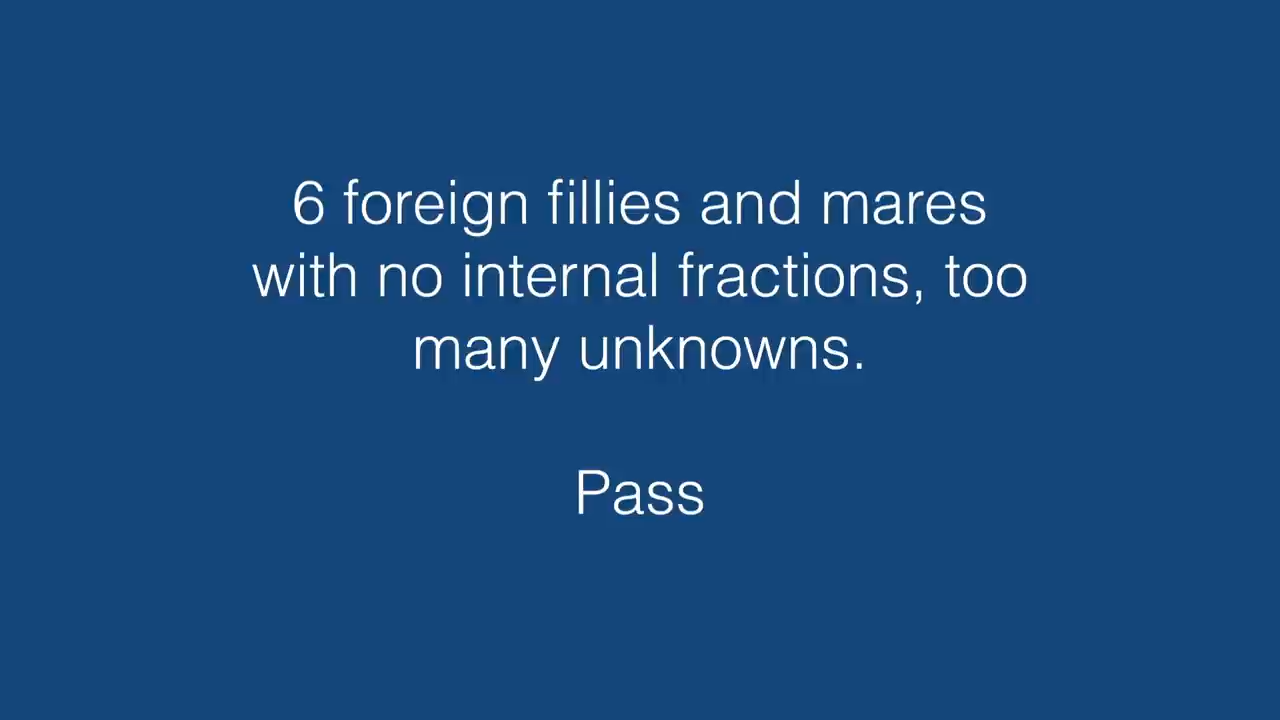 6 foreign fillies and mares
with no internal fractions, too
many unknowns.
Pass